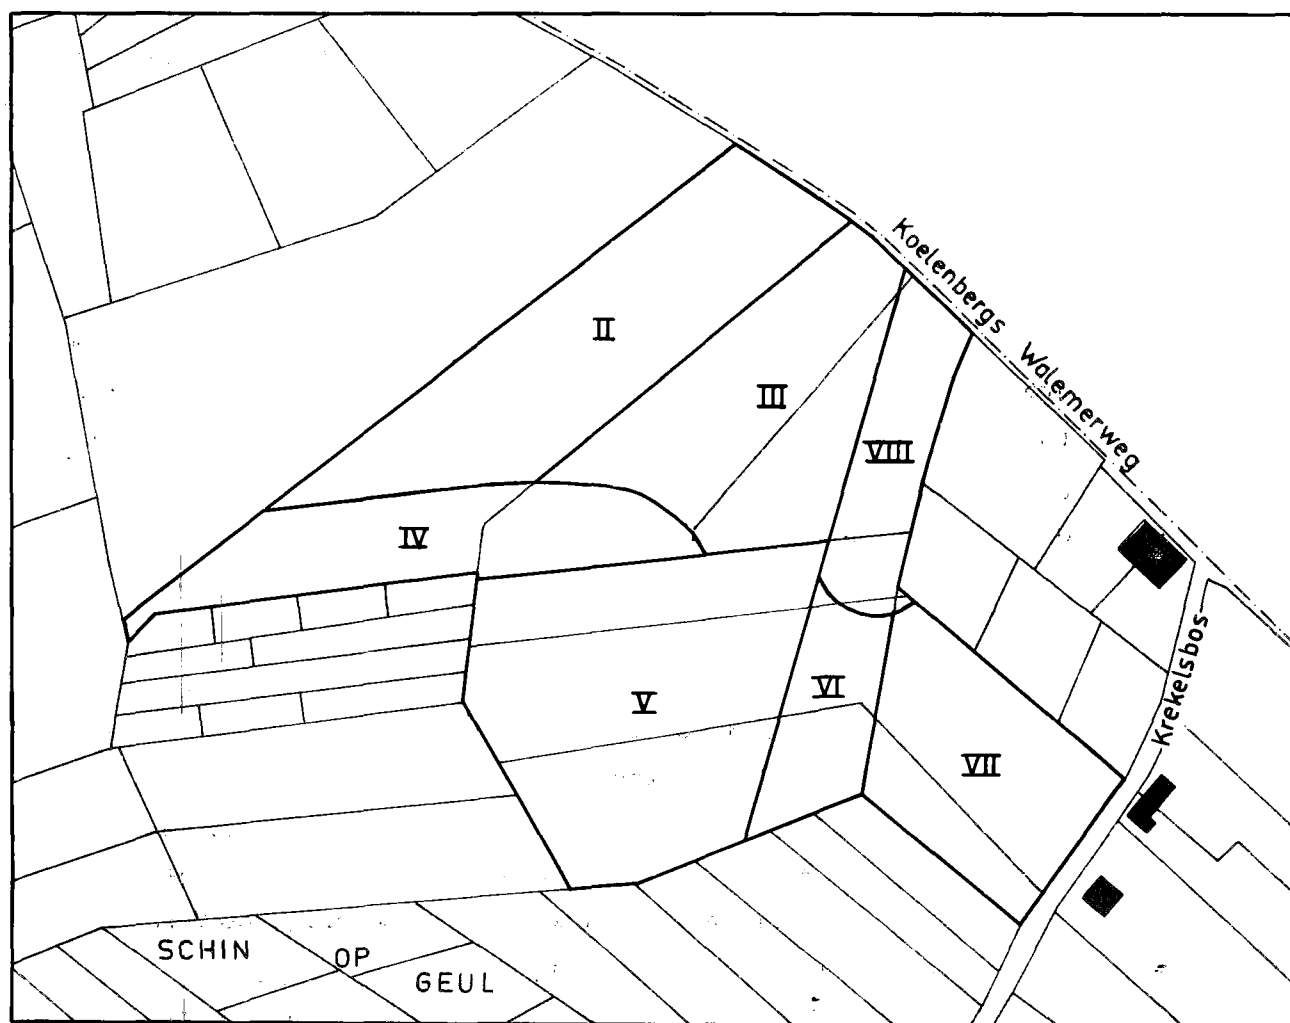 Koelenbergs Walemerweg
II
III
VIII
IV
Krekelsbos
VI
V
VII
SCHIN OP GEUL